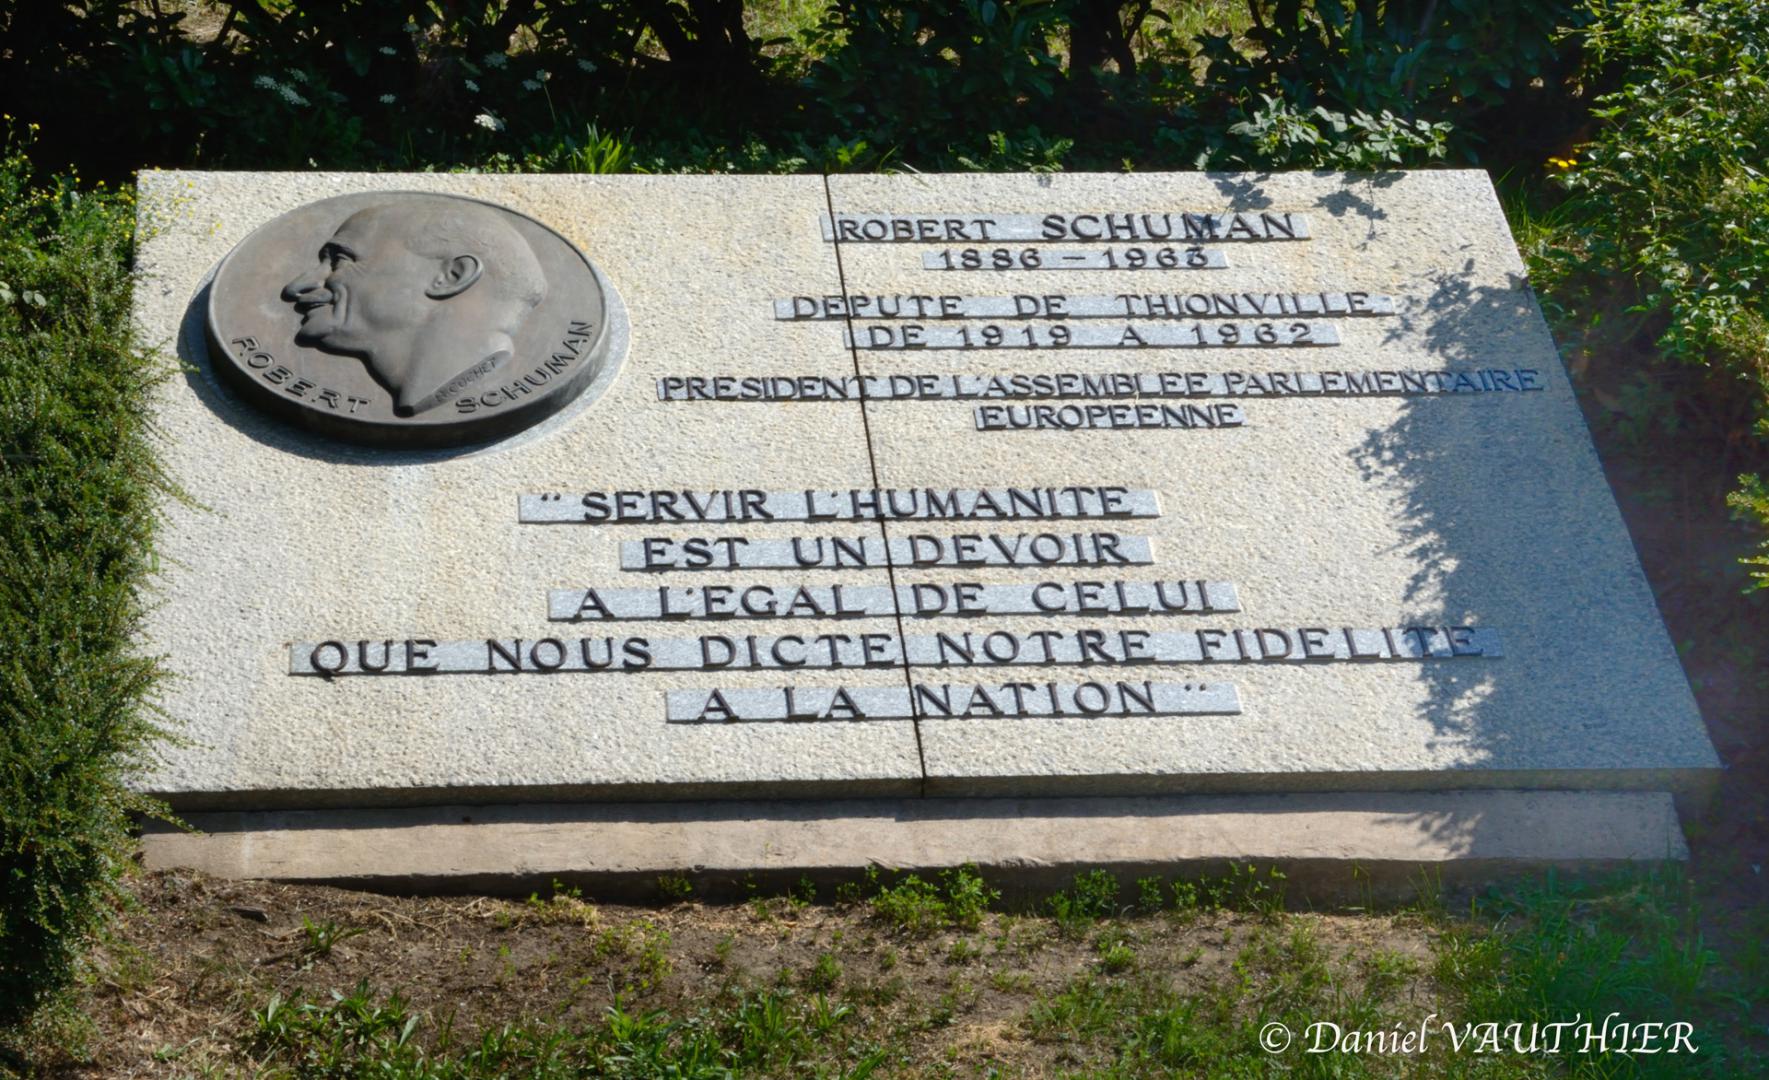 ROBERT SCHUMAN
1886 - 1963
DEPUTE DE THIONVILLE
DE 1919 A 1962
PRESIDENT DE L'ASSEMBLEE PARLEMENTAIRE
EUROPEENNE
ROBERT SCHUMAN
" SERVIR L'HUMANITE
EST UN DEVOIR
A L'EGAL DE CELUI
QUE NOUS DICTE NOTRE FIDELITE
A LA NATION "
© Daniel VAUTHIER